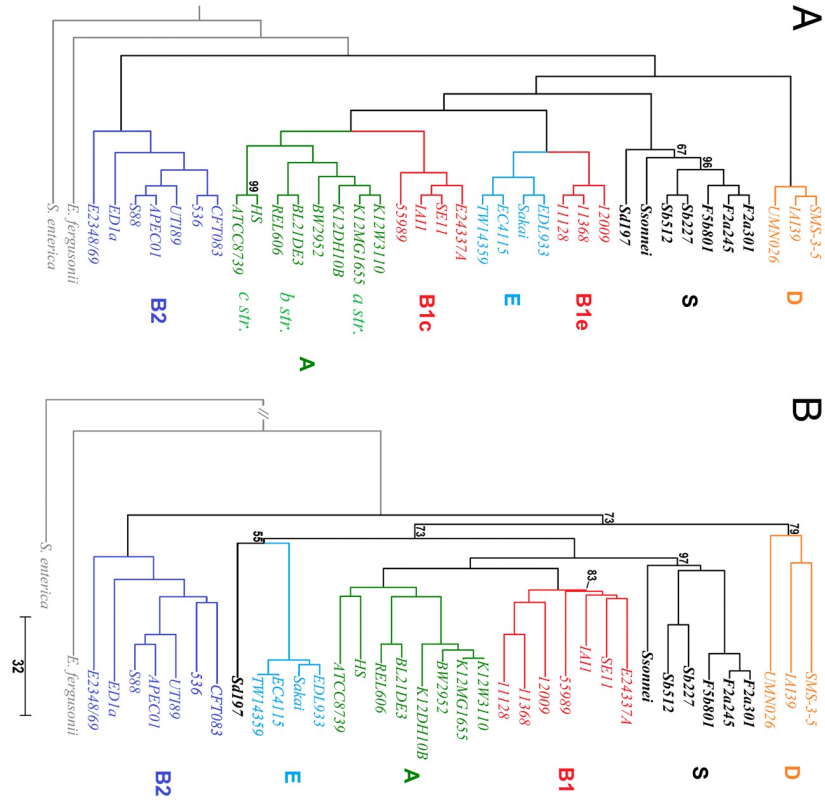 A
SMS-3-5
IAI39
UMN026
D
F2a301
F2a245
F5b801
Sb227
Sb512
Ssonnei
Sd197
S
96
67
12009
11368
11128
B1e
EDL933
Sakai
EC4115
TW14359
E
E24337A
SE11
IAI1
55989
B1c
K12W3110
K12MG1655
K12DH10B
BW2952
BL21DE3
REL606
HS
ATCC8739
99
a str.
b str.
c str.
A
CFT083
536
UTI89
APEC01
S88
ED1a
E2348/69
B2
E. fergusonii
S. enterica
B
SMS-3-5
IAI39
UMN026
D
79
73
73
F2a301
F2a245
F5b801
Sb227
Sb512
Ssonnei
S
97
E24337A
SE11
IAI1
55989
12009
11368
11128
B1
83
K12W3110
K12MG1655
BW2952
K12DH10B
BL21DE3
REL606
HS
ATCC8739
A
EDL933
Sakai
EC4115
TW14359
Sd197
E
55
CFT083
536
UTI89
APEC01
S88
ED1a
E2348/69
B2
E. fergusonii
S. enterica
32